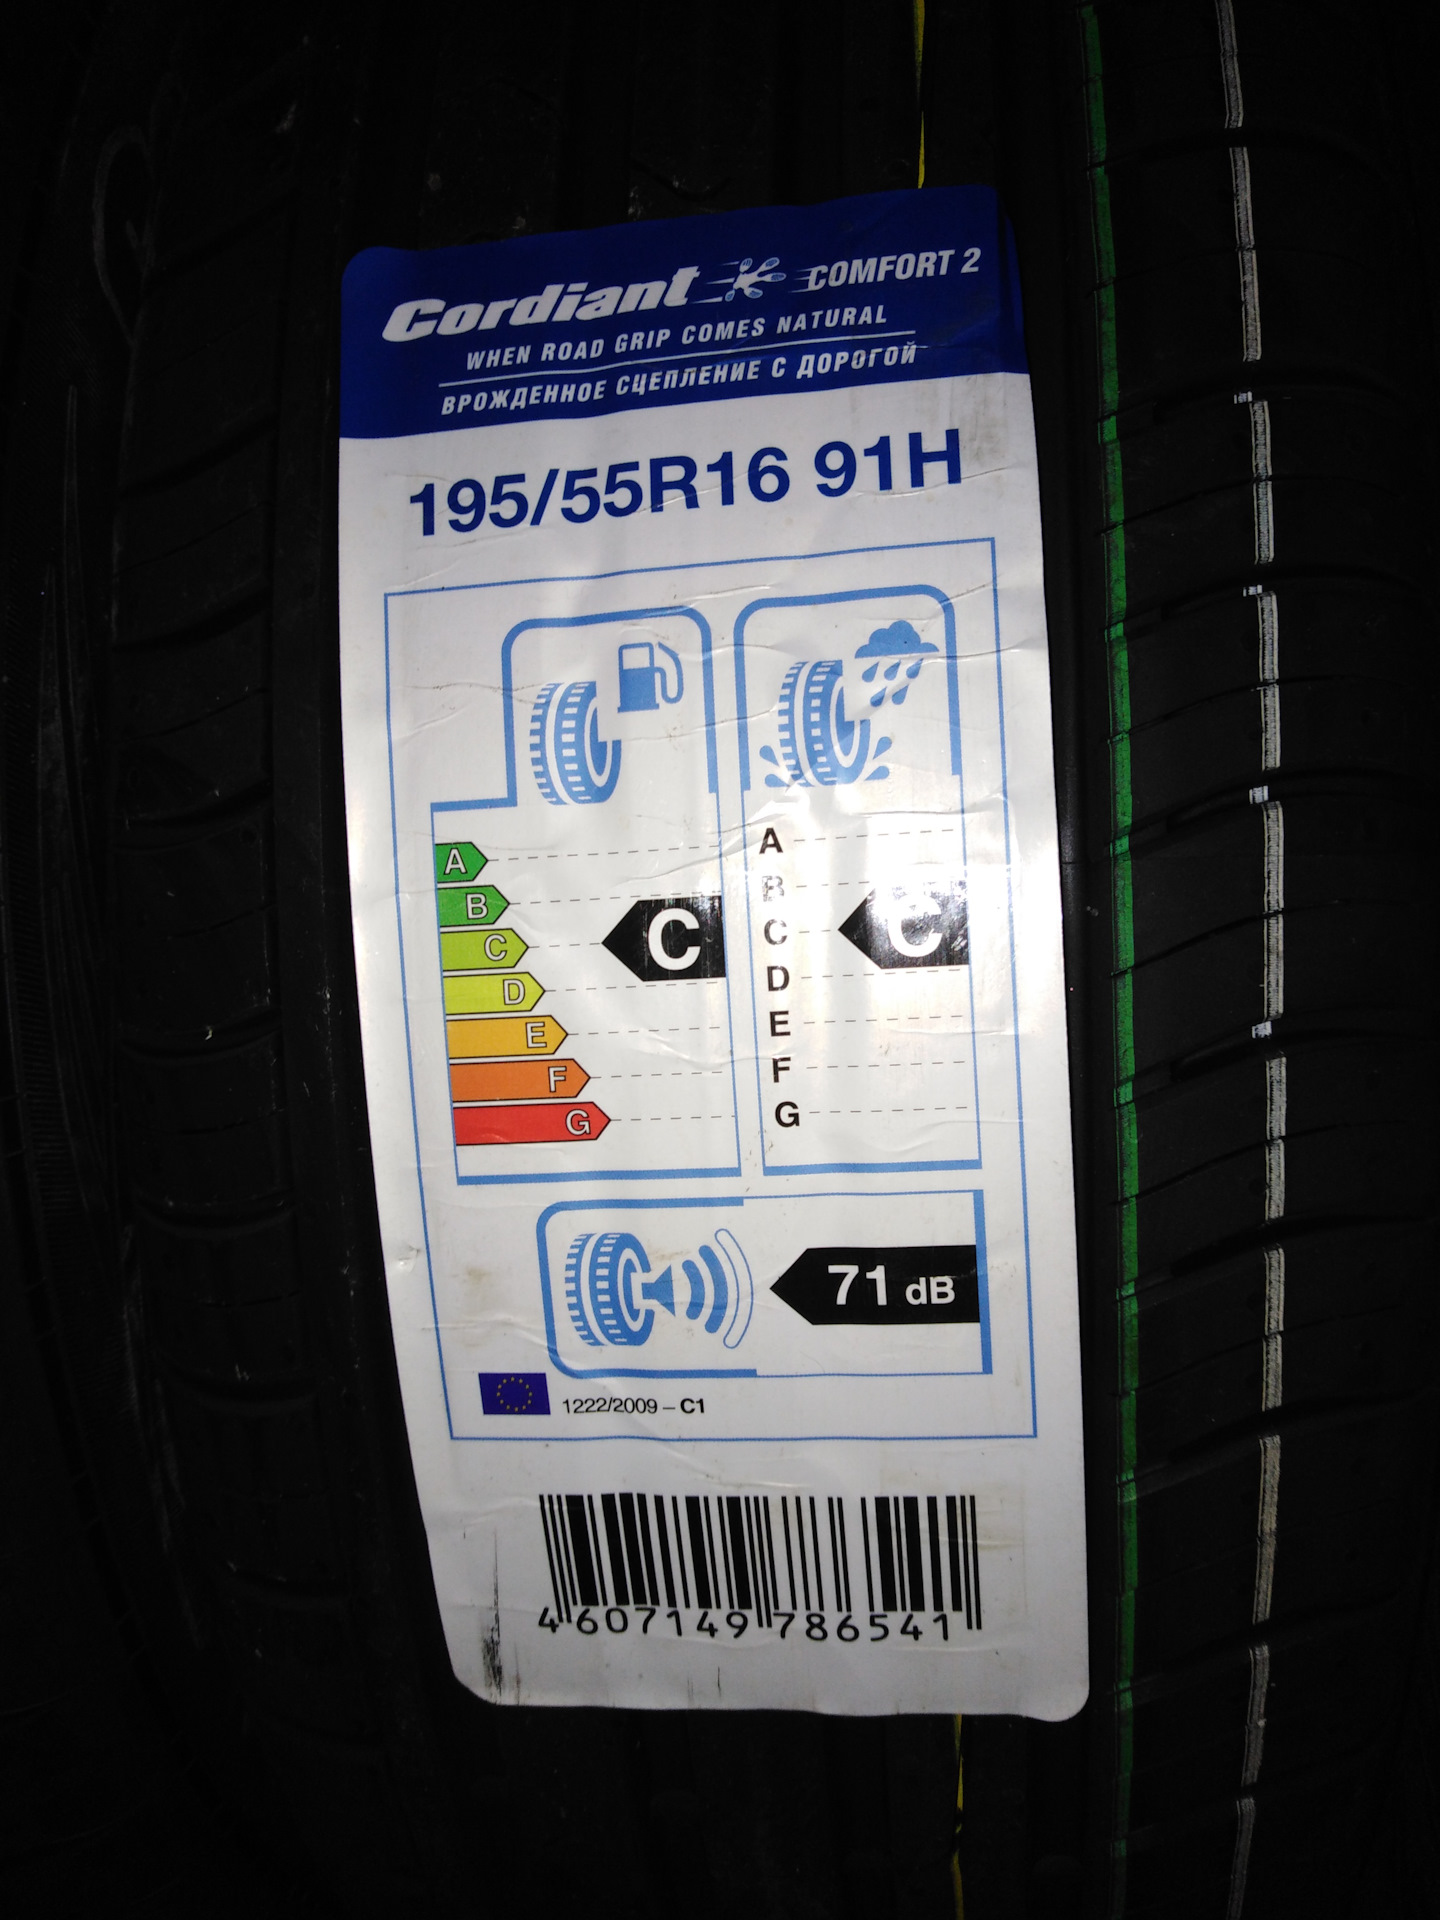 Cordiant COMFORT 2
WHEN ROAD GRIP COMES NATURAL
ВРОЖДЕННОЕ СЦЕПЛЕНИЕ С ДОРОГОЙ
195/55R16 91H
A
B
C
D
E
F
G
C
A
B
C
D
E
F
G
C
71 dB
1222/2009 – C1
4 607149 786541